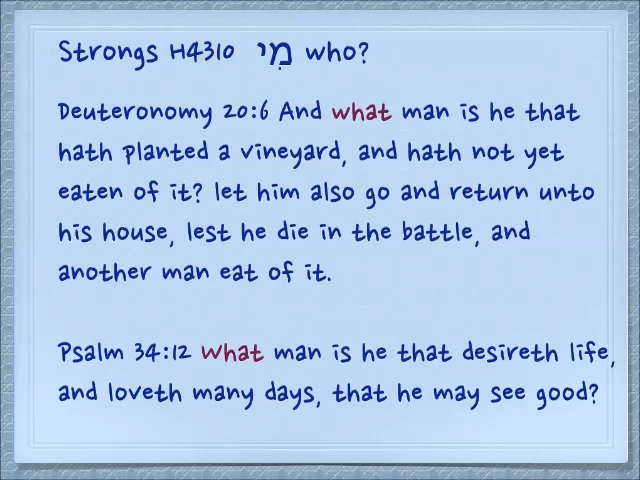 Strongs H4310 מִי who?
Deuteronomy 20:6 And what man is he that
hath planted a vineyard, and hath not yet
eaten of it? let him also go and return unto
his house, lest he die in the battle, and
another man eat of it.
Psalm 34:12 What man is he that desireth life,
and loveth many days, that he may see good?